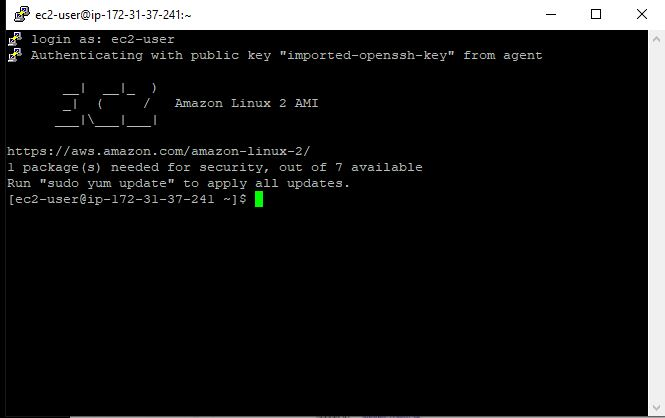 ec2-user@ip-172-31-37-241:~
login as: ec2-user
Authenticating with public key "imported-openssh-key" from agent
       __|  __|_  )
       _|  (     /   Amazon Linux 2 AMI
      ___|\___|___|
https://aws.amazon.com/amazon-linux-2/
1 package(s) needed for security, out of 7 available
Run "sudo yum update" to apply all updates.
[ec2-user@ip-172-31-37-241 ~]$